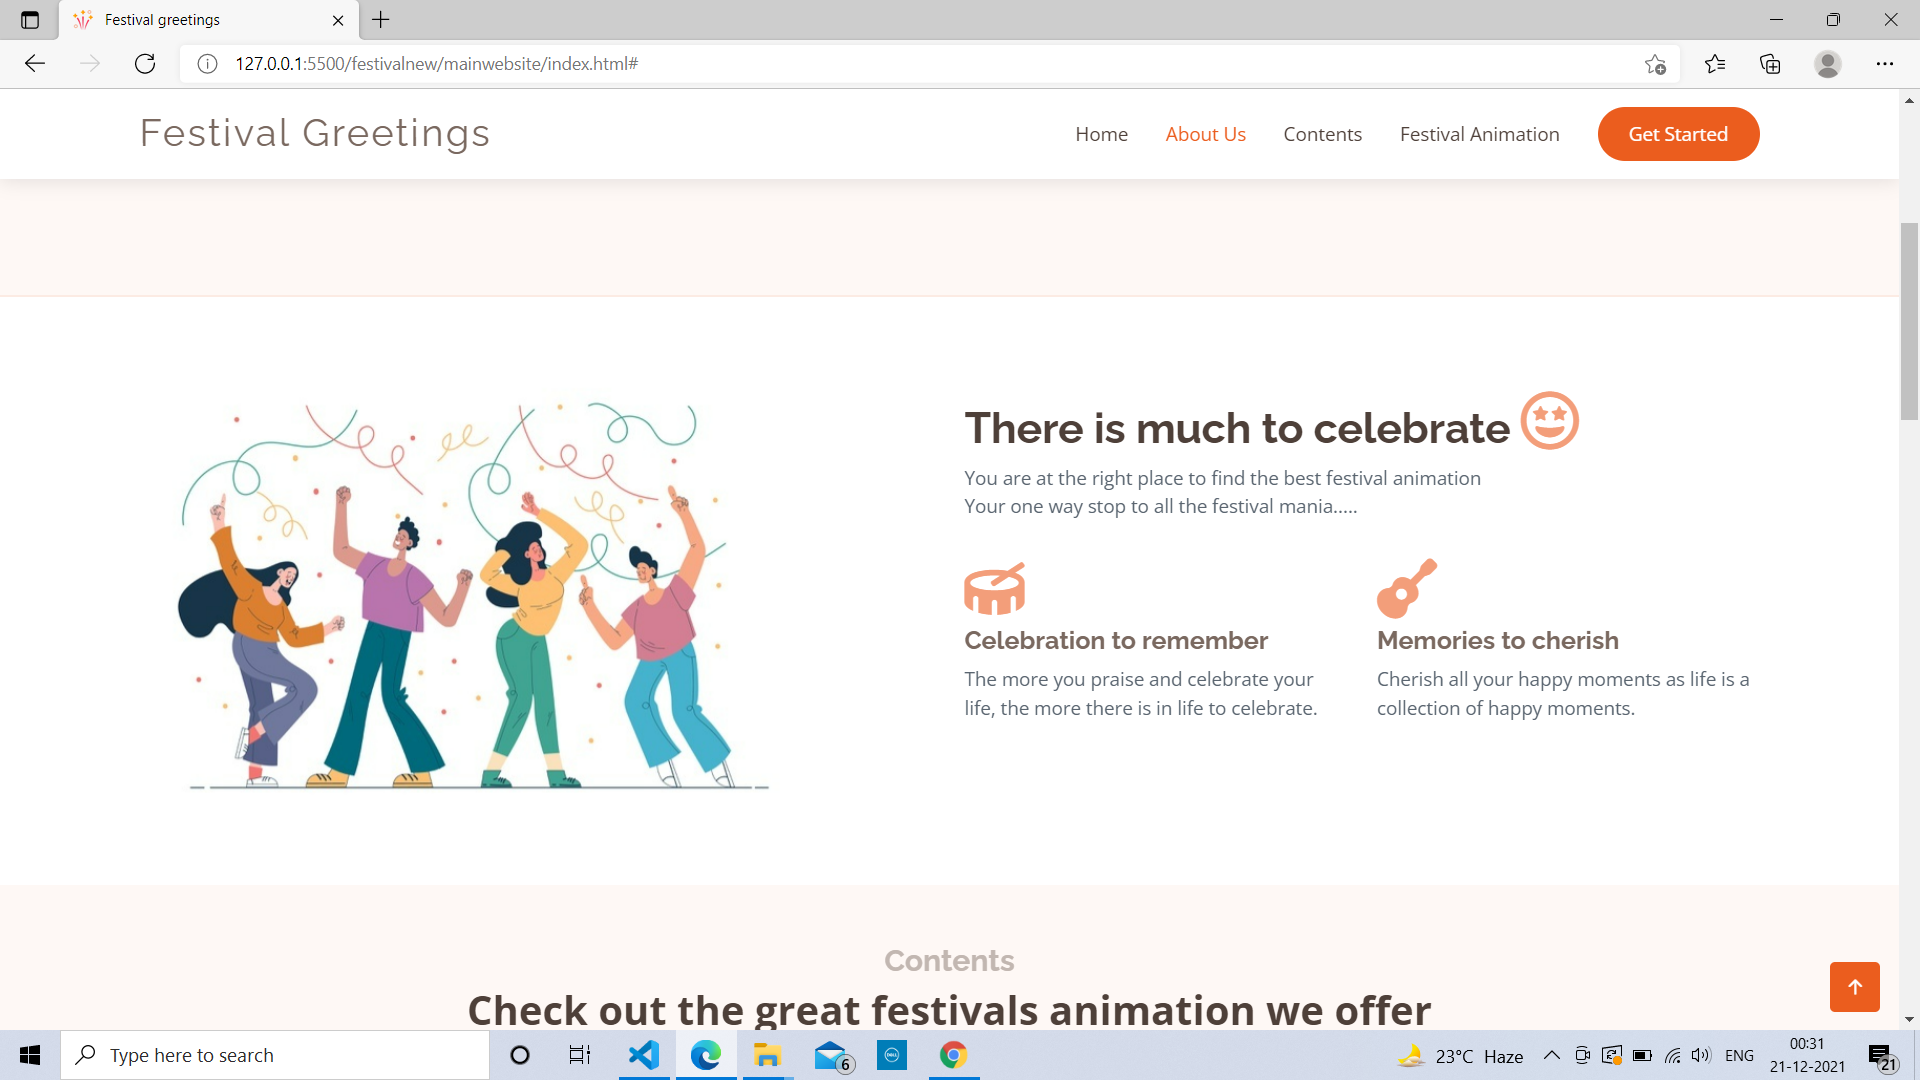 Festival greetings
127.0.0.1:5500/festivalnew/mainwebsite/index.html#
Festival Greetings
Home
About Us
Contents
Festival Animation
Get Started
There is much to celebrate
You are at the right place to find the best festival animation
Your one way stop to all the festival mania.....
Celebration to remember
The more you praise and celebrate your
life, the more there is in life to celebrate.
Memories to cherish
Cherish all your happy moments as life is a
collection of happy moments.
Contents
Check out the great festivals animation we offer
Type here to search
6
DELL
23°C Haze
ENG
00:31
21-12-2021
21